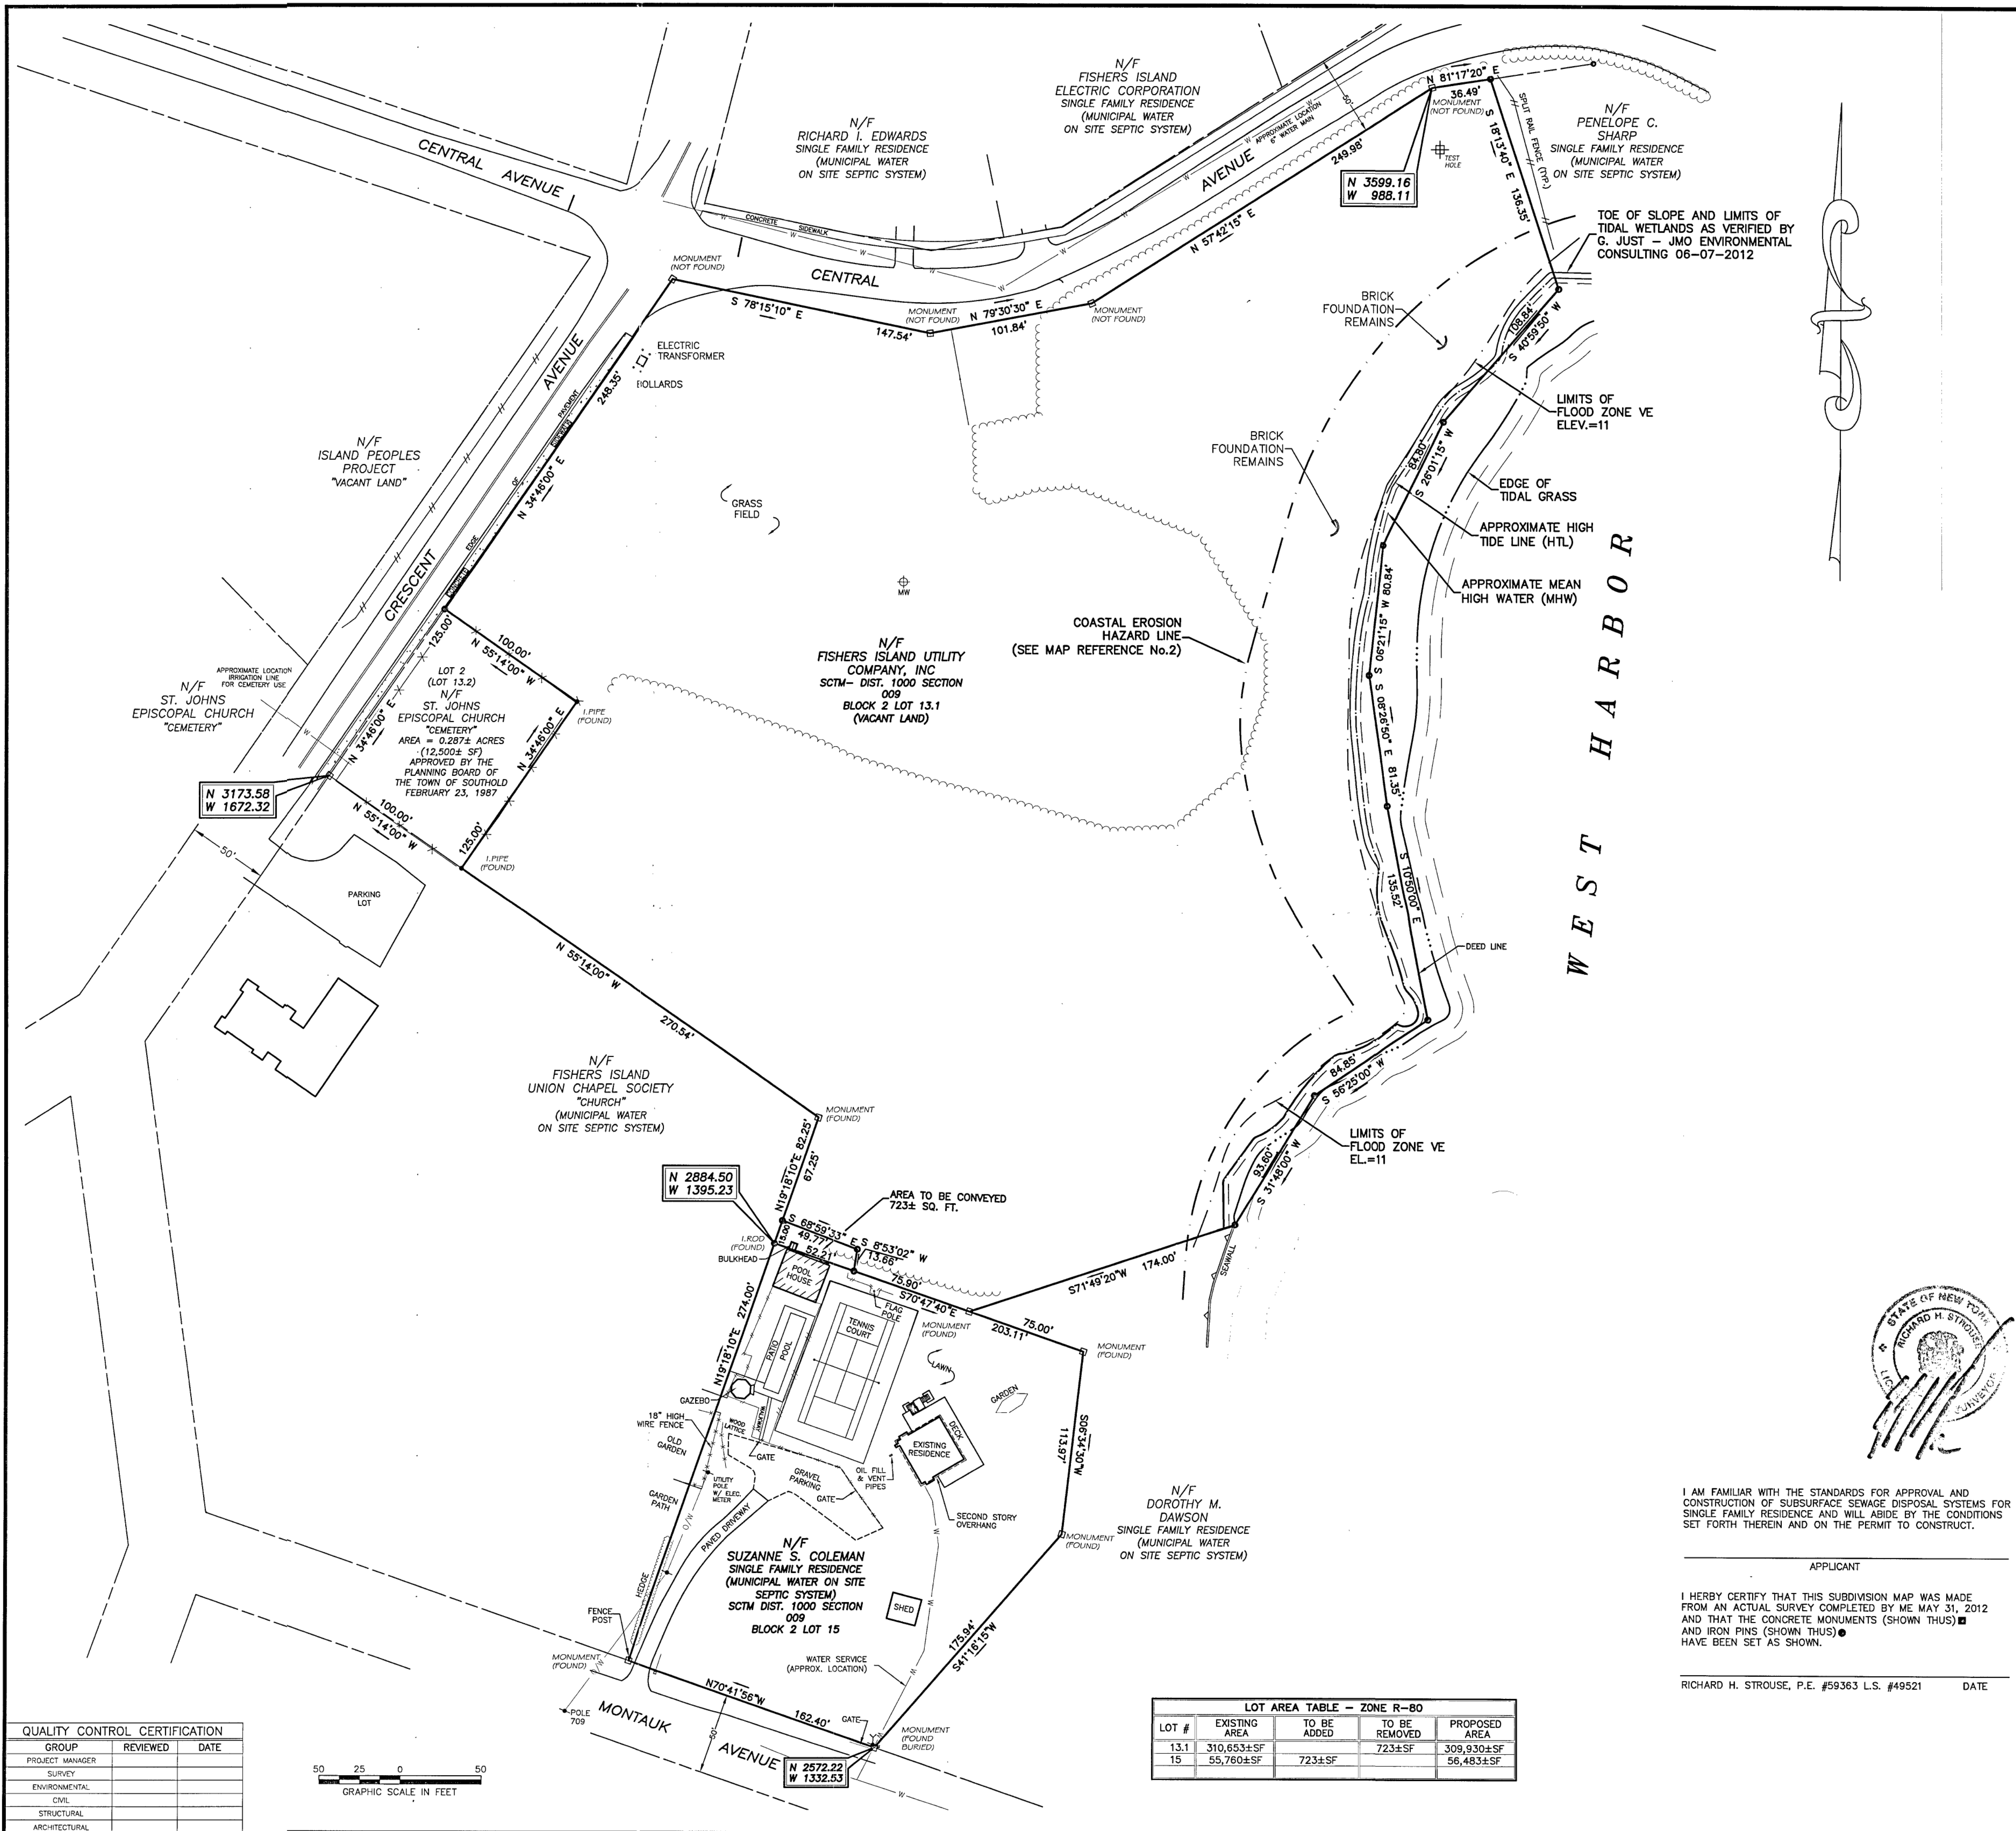 N/F
FISHERS ISLAND
ELECTRIC CORPORATION
SINGLE FAMILY RESIDENCE
(MUNICIPAL WATER
ON SITE SEPTIC SYSTEM)
N/F
RICHARD I. EDWARDS
SINGLE FAMILY RESIDENCE
(MUNICIPAL WATER
ON SITE SEPTIC SYSTEM)
N/F
PENELOPE C.
SHARP
SINGLE FAMILY RESIDENCE
(MUNICIPAL WATER
ON SITE SEPTIC SYSTEM)
N 81°17'20" E
36.49'
MONUMENT
(NOT FOUND)
SPLIT RAIL FENCE (TYP.)
S 18°13'40" E 136.35'
TEST
HOLE
N 3599.16
W 988.11
50'
APPROXIMATE LOCATION
6" WATER MAIN
AVENUE
249.98'
N 57°42'15" E
CENTRAL AVENUE
CONCRETE SIDEWALK
CENTRAL
MONUMENT
(NOT FOUND)
S 78°15'10" E
147.54'
MONUMENT
(NOT FOUND)
N 79°30'30" E
101.84'
MONUMENT
(NOT FOUND)
TOE OF SLOPE AND LIMITS OF
TIDAL WETLANDS AS VERIFIED BY
G. JUST – JMO ENVIRONMENTAL
CONSULTING 06-07-2012
BRICK
FOUNDATION
REMAINS
BRICK
FOUNDATION
REMAINS
108.84'
S 40°59'50" W
LIMITS OF
FLOOD ZONE VE
ELEV.=11
84.80'
S 26°01'15" W
EDGE OF
TIDAL GRASS
APPROXIMATE HIGH
TIDE LINE (HTL)
APPROXIMATE MEAN
HIGH WATER (MHW)
S 06°21'15" W 80.84'
S 08°26'50" E 81.35'
S 10°50'00" E
135.52'
DEED LINE
WEST HARBOR
84.85'
S 56°25'00" W
LIMITS OF
FLOOD ZONE VE
EL.=11
93.60'
S 31°48'00" W
SEAWALL
S71°49'20"W 174.00'
ELECTRIC
TRANSFORMER
BOLLARDS
AVENUE
CRESCENT
248.35'
N 34°46'00" E
CONCRETE
SIDEWALK
EDGE OF PAVEMENT
N/F
ISLAND PEOPLES
PROJECT
"VACANT LAND"
GRASS
FIELD
MW
COASTAL EROSION
HAZARD LINE
(SEE MAP REFERENCE No.2)
N/F
FISHERS ISLAND UTILITY
COMPANY, INC
SCTM– DIST. 1000 SECTION
009
BLOCK 2 LOT 13.1
(VACANT LAND)
APPROXIMATE LOCATION
IRRIGATION LINE
FOR CEMETERY USE
N/F
ST. JOHNS
EPISCOPAL CHURCH
"CEMETERY"
125.00'
N 34°46'00" E
100.00'
N 55°14'00" W
I.PIPE
(FOUND)
LOT 2
(LOT 13.2)
N/F
ST. JOHNS
EPISCOPAL CHURCH
"CEMETERY"
AREA = 0.287± ACRES
(12,500± SF)
APPROVED BY THE
PLANNING BOARD OF
THE TOWN OF SOUTHOLD
FEBRUARY 23, 1987
N 34°46'00" E
125.00'
I.PIPE
(FOUND)
N 3173.58
W 1672.32
100.00'
N 55°14'00" W
50'
PARKING
LOT
N 55°14'00" W
270.54'
N/F
FISHERS ISLAND
UNION CHAPEL SOCIETY
"CHURCH"
(MUNICIPAL WATER
ON SITE SEPTIC SYSTEM)
MONUMENT
(FOUND)
N19°18'10"E 82.25'
67.25'
N 2884.50
W 1395.23
AREA TO BE CONVEYED
723± SQ. FT.
S 68°59'33" E
49.77'
S 8°53'02" W
13.66'
15.00'
52.21'
I.ROD
(FOUND)
BULKHEAD
POOL
HOUSE
75.90'
S70°47'40"E
203.11'
75.00'
FLAG
POLE
MONUMENT
(FOUND)
MONUMENT
(FOUND)
TENNIS
COURT
PATIO
POOL
274.00'
N19°18'10"E
GAZEBO
18" HIGH
WIRE FENCE
OLD
GARDEN
WOOD
LATTICE
WALKWAY
GATE
GRAVEL
PARKING
GATE
OIL FILL
& VENT
PIPES
LAWN
GARDEN
DECK
EXISTING
RESIDENCE
SECOND STORY
OVERHANG
S06°34'30"W
113.97'
UTILITY
POLE
W/ ELEC.
METER
GARDEN
PATH
O/W
PAVED DRIVEWAY
N/F
SUZANNE S. COLEMAN
SINGLE FAMILY RESIDENCE
(MUNICIPAL WATER ON SITE
SEPTIC SYSTEM)
SCTM DIST. 1000 SECTION
009
BLOCK 2 LOT 15
N/F
DOROTHY M.
DAWSON
SINGLE FAMILY RESIDENCE
(MUNICIPAL WATER
ON SITE SEPTIC SYSTEM)
MONUMENT
(FOUND)
SHED
HEDGE
FENCE
POST
MONUMENT
(FOUND)
O/W
WATER SERVICE
(APPROX. LOCATION)
175.94'
S41°16'15"W
N70°41'56"W
162.40'
GATE
MONUMENT
(FOUND
BURIED)
POLE
709
MONTAUK AVENUE
50'
N 2572.22
W 1332.53
STATE OF NEW YORK
RICHARD H. STROUSE
I AM FAMILIAR WITH THE STANDARDS FOR APPROVAL AND
CONSTRUCTION OF SUBSURFACE SEWAGE DISPOSAL SYSTEMS FOR
SINGLE FAMILY RESIDENCE AND WILL ABIDE BY THE CONDITIONS
SET FORTH THEREIN AND ON THE PERMIT TO CONSTRUCT.
APPLICANT
I HERBY CERTIFY THAT THIS SUBDIVISION MAP WAS MADE
FROM AN ACTUAL SURVEY COMPLETED BY ME MAY 31, 2012
AND THAT THE CONCRETE MONUMENTS (SHOWN THUS)
AND IRON PINS (SHOWN THUS)
HAVE BEEN SET AS SHOWN.
RICHARD H. STROUSE, P.E. #59363 L.S. #49521 DATE
LOT AREA TABLE – ZONE R-80
LOT # EXISTING AREA TO BE ADDED TO BE REMOVED PROPOSED AREA
13.1 310,653±SF 723±SF 309,930±SF
15 55,760±SF 723±SF 56,483±SF
QUALITY CONTROL CERTIFICATION
GROUP REVIEWED DATE
PROJECT MANAGER
SURVEY
ENVIRONMENTAL
CIVIL
STRUCTURAL
ARCHITECTURAL
50 25 0 50
GRAPHIC SCALE IN FEET